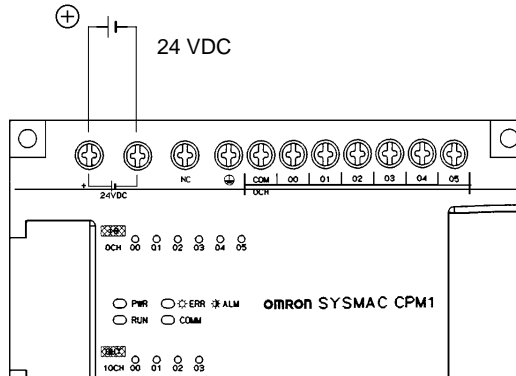 +
24 VDC
NC COM 00 01 02 03 04 05
+ 24VDC 0CH
0CH 00 01 02 03 04 05
PWR ERR ALM
RUN COMM
omron SYSMAC CPM1
10CH 00 01 02 03